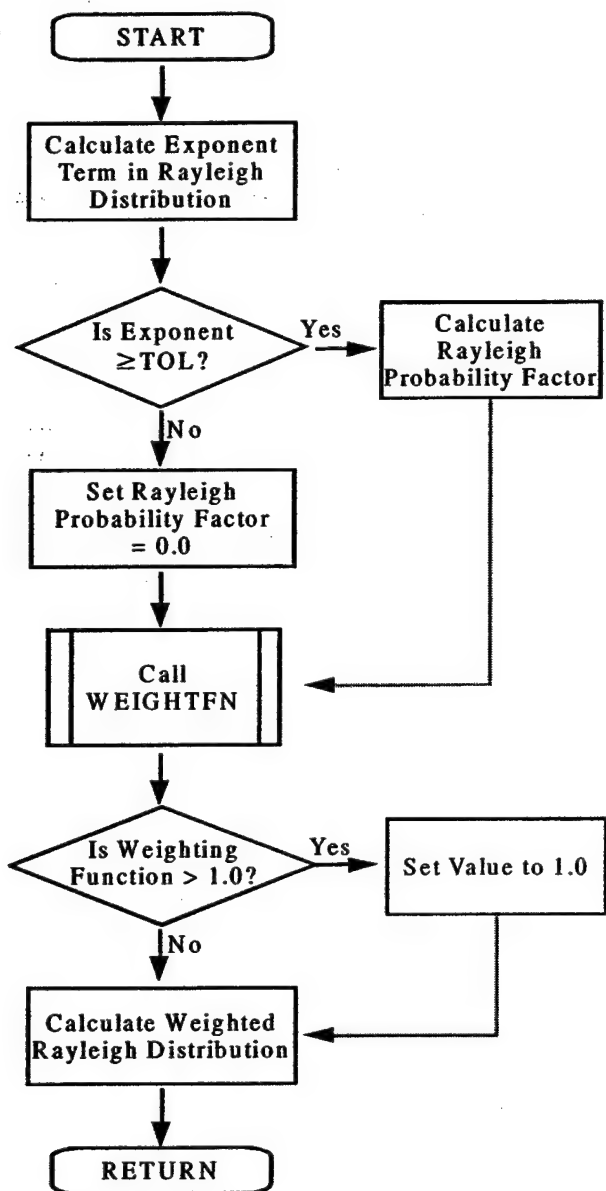 START
Calculate Exponent
Term in Rayleigh
Distribution
Is Exponent
≥TOL?
Yes
Calculate
Rayleigh
Probability Factor
No
Set Rayleigh
Probability Factor
= 0.0
Call
WEIGHTFN
Is Weighting
Function > 1.0?
Yes
Set Value to 1.0
No
Calculate Weighted
Rayleigh Distribution
RETURN